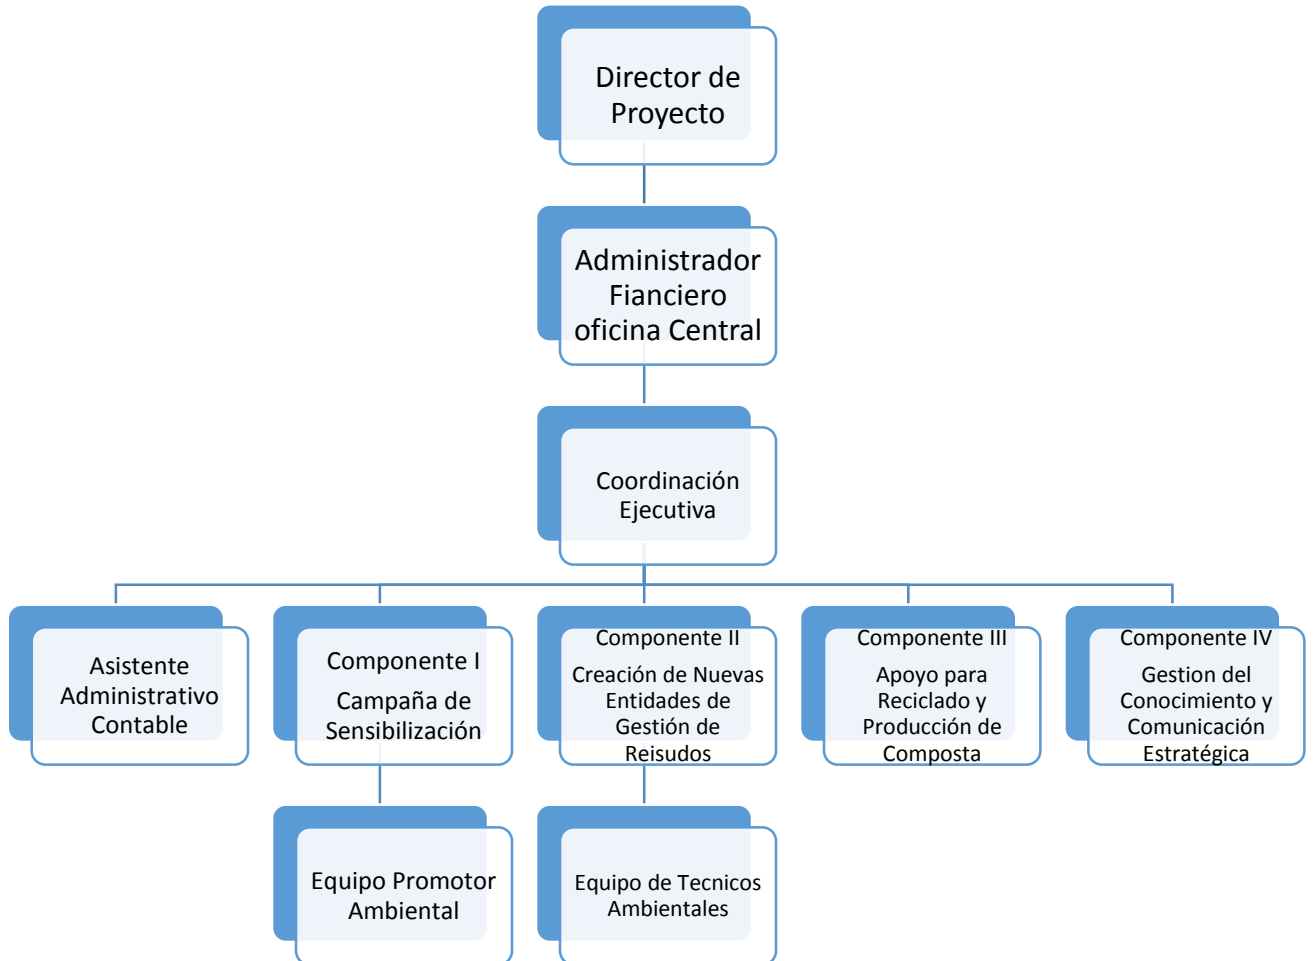 Director de
Proyecto
Administrador
Fianciero
oficina Central
Coordinación
Ejecutiva
Asistente
Administrativo
Contable
Componente I
Campaña de
Sensibilización
Componente II
Creación de Nuevas
Entidades de
Gestión de
Reisudos
Componente III
Apoyo para
Reciclado y
Producción de
Composta
Componente IV
Gestion del
Conocimiento y
Comunicación
Estratégica
Equipo Promotor
Ambiental
Equipo de Tecnicos
Ambientales